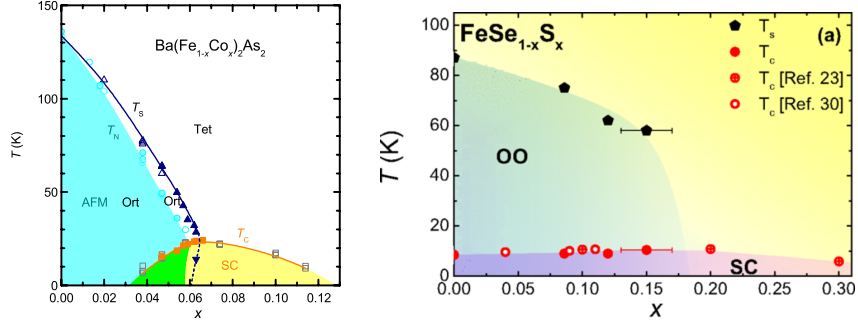 Ba(Fe1-xCox)2As2
150
100
50
0
T (K)
TS
TN
Tet
AFM
Ort
Ort
TC
SC
0.00
0.02
0.04
0.06
0.08
0.10
0.12
x
FeSe1-xSx
(a)
Ts
Tc
Tc [Ref. 23]
Tc [Ref. 30]
100
80
60
40
20
0
T (K)
OO
SC
0.00
0.05
0.10
0.15
0.20
0.25
0.30
x